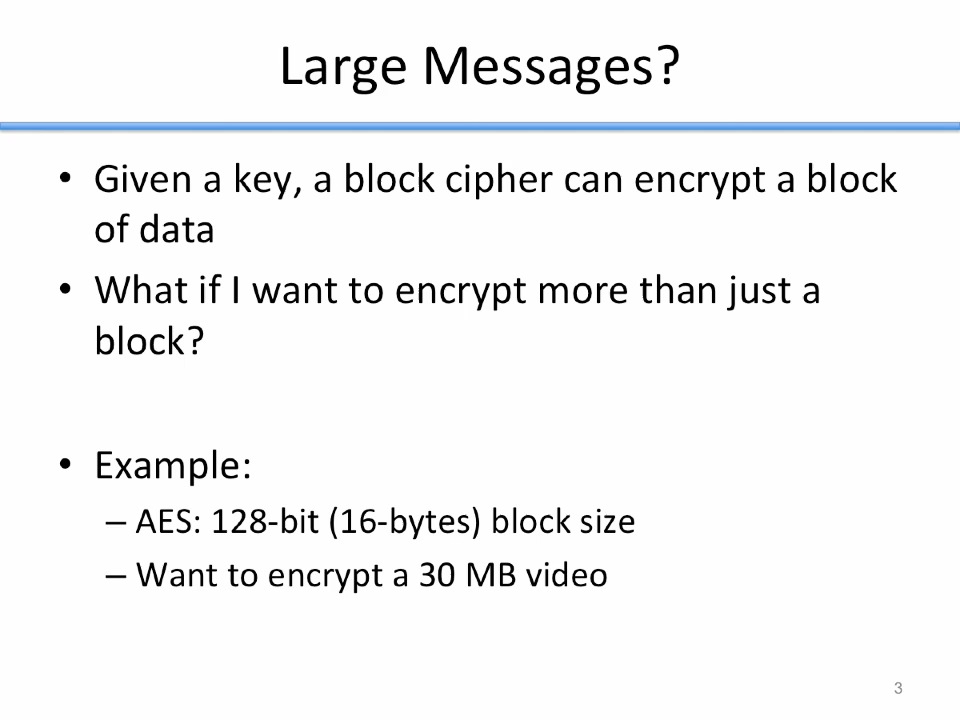 Large Messages?
• Given a key, a block cipher can encrypt a block
of data
• What if I want to encrypt more than just a
block?
• Example:
– AES: 128-bit (16-bytes) block size
– Want to encrypt a 30 MB video
3